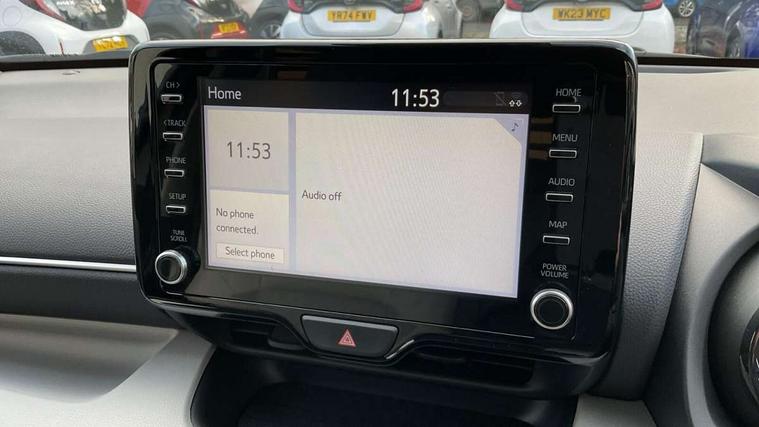 YR74 FWV
WK23 MYC
CH >
< TRACK
PHONE
SETUP
TUNE
SCROLL
Home
11:53
11:53
No phone
connected.
Select phone
Audio off
HOME
MENU
AUDIO
MAP
POWER
VOLUME